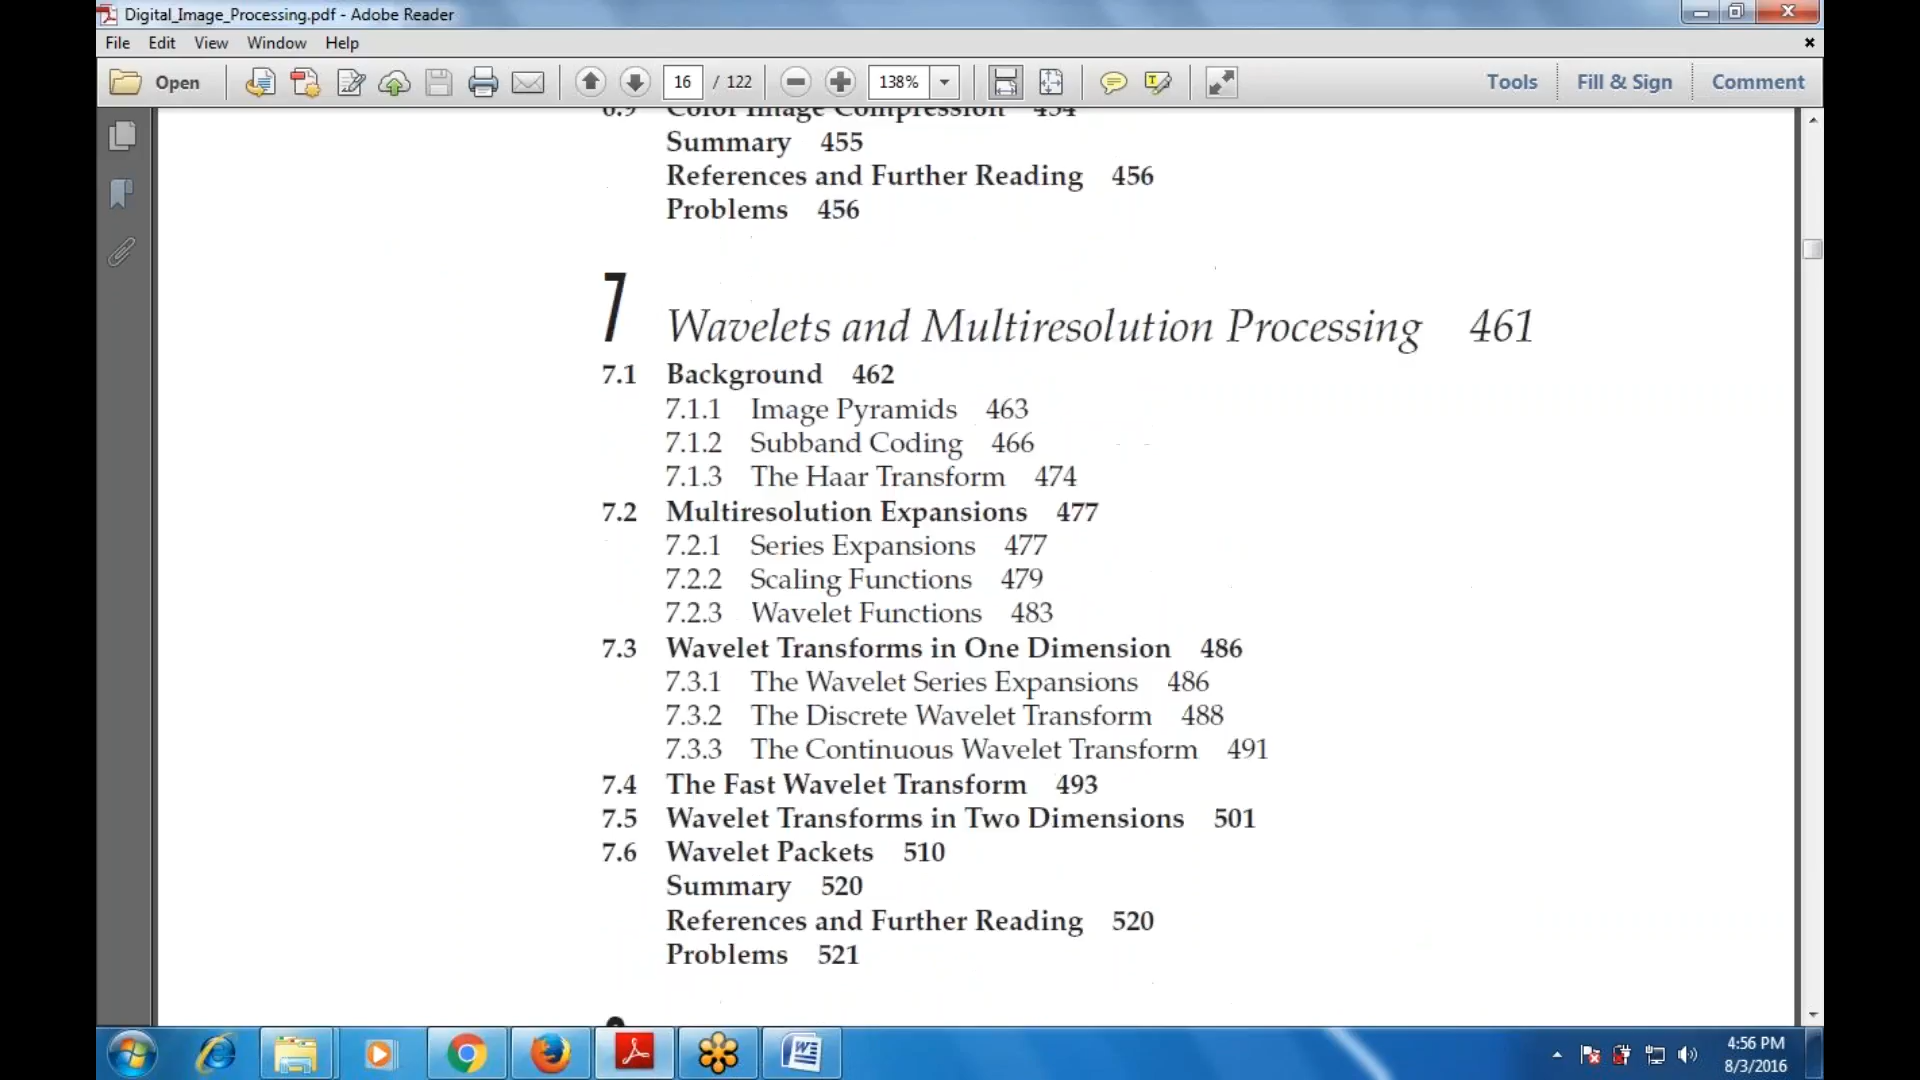 Digital_Image_Processing.pdf - Adobe Reader
File Edit View Window Help
Open 16 / 122 138% Tools Fill & Sign Comment
6.9 Color Image Compression 454
Summary 455
References and Further Reading 456
Problems 456
7 Wavelets and Multiresolution Processing 461
7.1 Background 462
7.1.1 Image Pyramids 463
7.1.2 Subband Coding 466
7.1.3 The Haar Transform 474
7.2 Multiresolution Expansions 477
7.2.1 Series Expansions 477
7.2.2 Scaling Functions 479
7.2.3 Wavelet Functions 483
7.3 Wavelet Transforms in One Dimension 486
7.3.1 The Wavelet Series Expansions 486
7.3.2 The Discrete Wavelet Transform 488
7.3.3 The Continuous Wavelet Transform 491
7.4 The Fast Wavelet Transform 493
7.5 Wavelet Transforms in Two Dimensions 501
7.6 Wavelet Packets 510
Summary 520
References and Further Reading 520
Problems 521
4:56 PM
8/3/2016